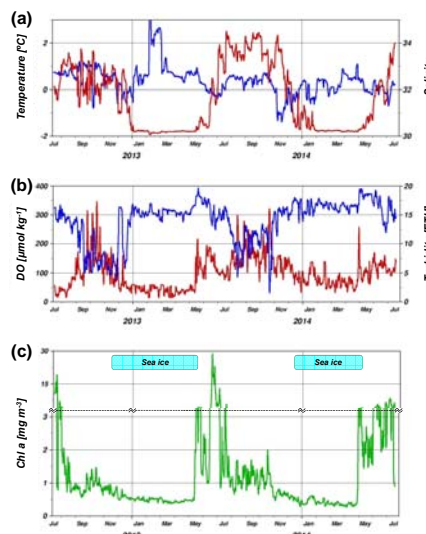 (a)
Temperature [°C]
2
0
-2
34
32
30
Jul Sep Nov Jan Mar May Jul Sep Nov Jan Mar May Jul
2013 2014
(b)
DO [μmol kg⁻¹]
400
300
200
100
0
20
15
10
5
0
Jul Sep Nov Jan Mar May Jul Sep Nov Jan Mar May Jul
2013 2014
(c)
Chl a [mg m⁻³]
30
15
3
2
1
0
Sea ice Sea ice
Jul Sep Nov Jan Mar May Jul Sep Nov Jan Mar May Jul